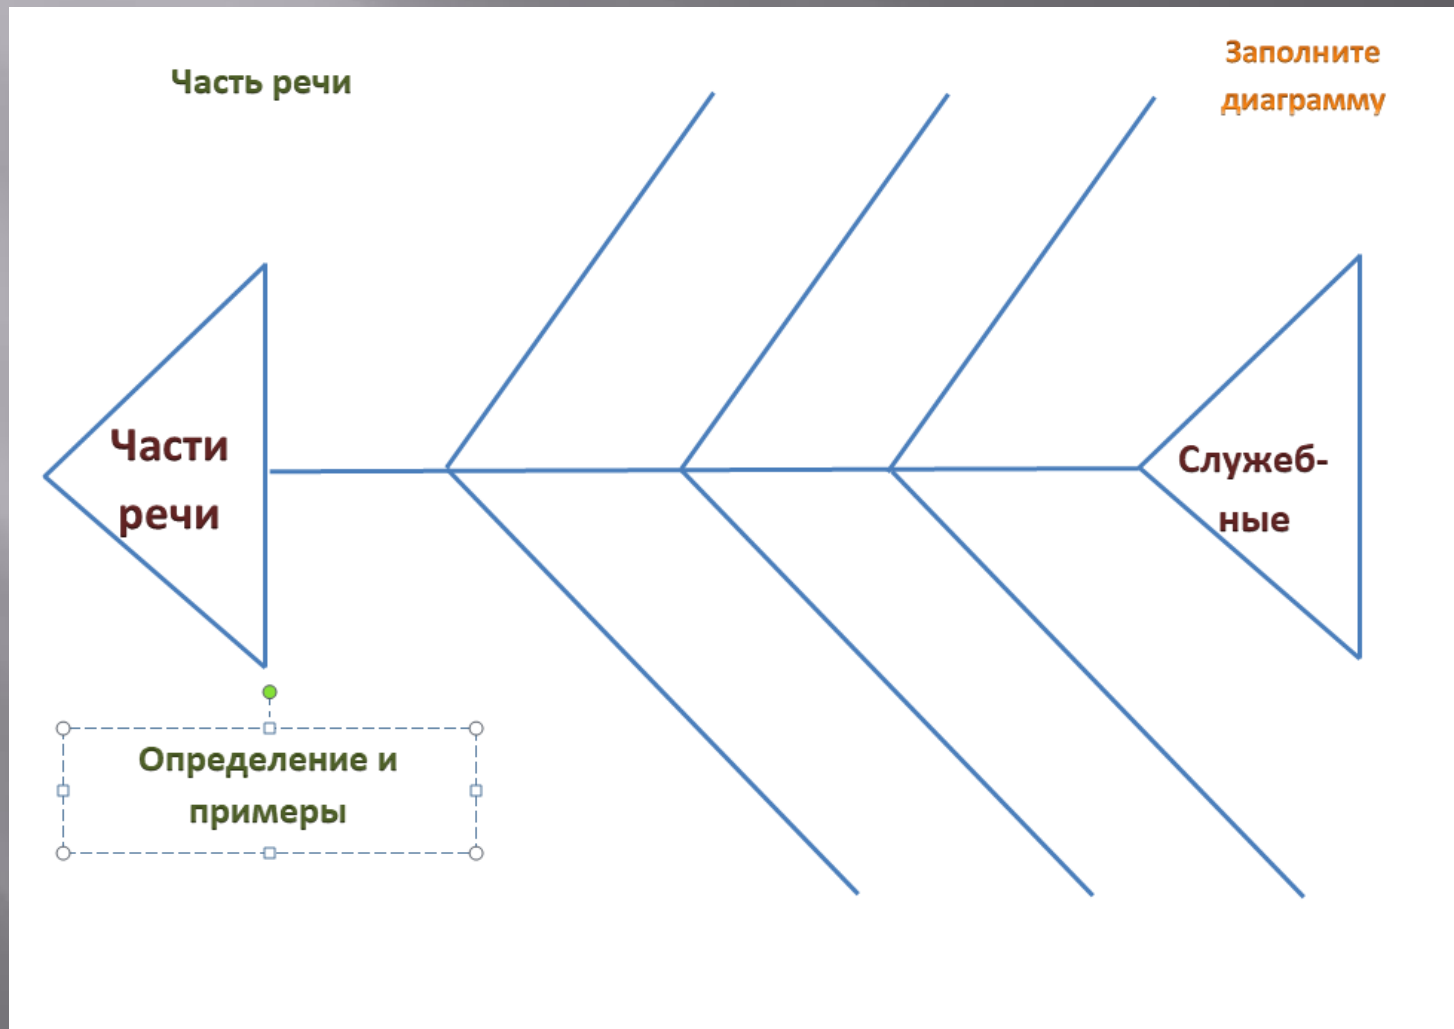 Часть речи
Заполните
диаграмму
Части
речи
Служеб-
ные
Определение и
примеры